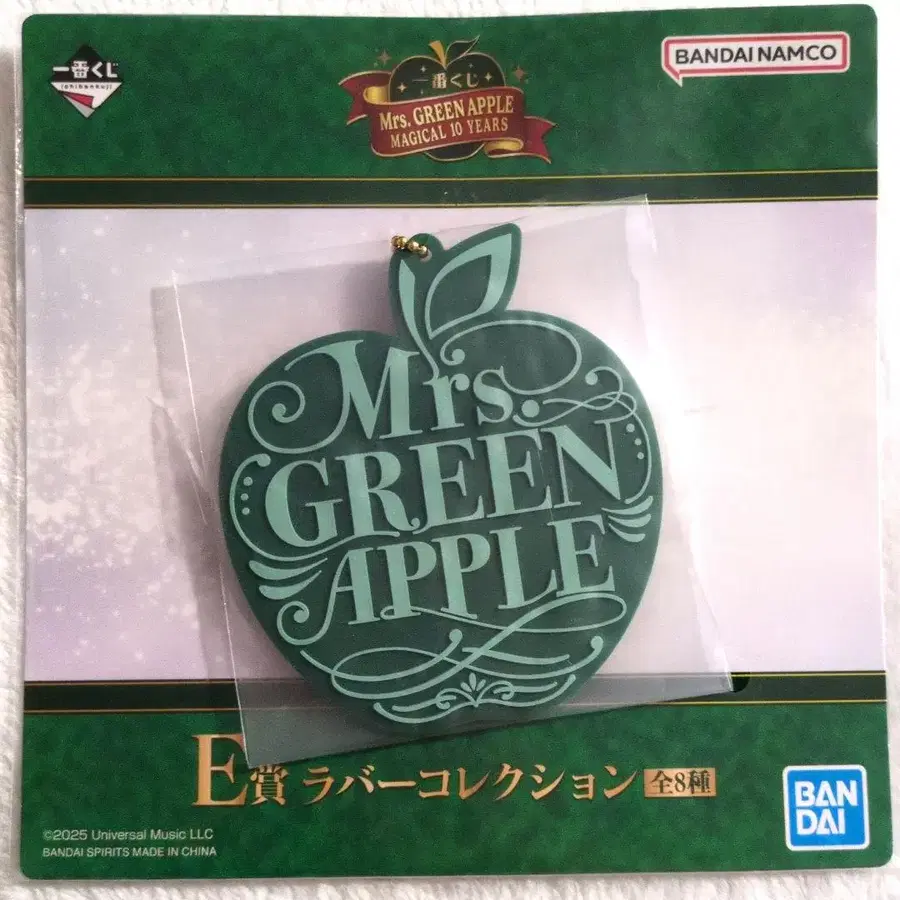 一番くじ
ichibankuji
一番くじ
Mrs. GREEN APPLE
MAGICAL 10 YEARS
BANDAI NAMCO
Mrs.
GREEN
APPLE
E賞 ラバーコレクション 全8種
©2025 Universal Music LLC
BANDAI SPIRITS MADE IN CHINA
BAN
DAI